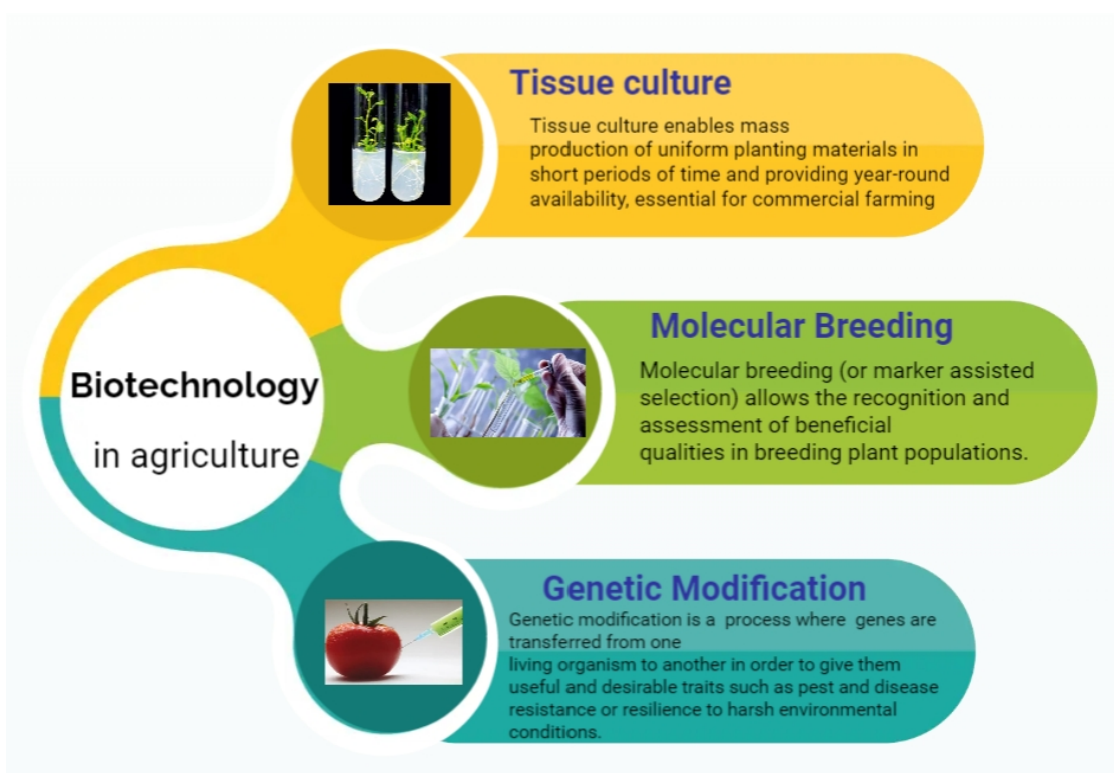 Biotechnology
in agriculture
Tissue culture
Tissue culture enables mass
production of uniform planting materials in
short periods of time and providing year-round
availability, essential for commercial farming
Molecular Breeding
Molecular breeding (or marker assisted
selection) allows the recognition and
assessment of beneficial
qualities in breeding plant populations.
Genetic Modification
Genetic modification is a process where genes are
transferred from one
living organism to another in order to give them
useful and desirable traits such as pest and disease
resistance or resilience to harsh environmental
conditions.